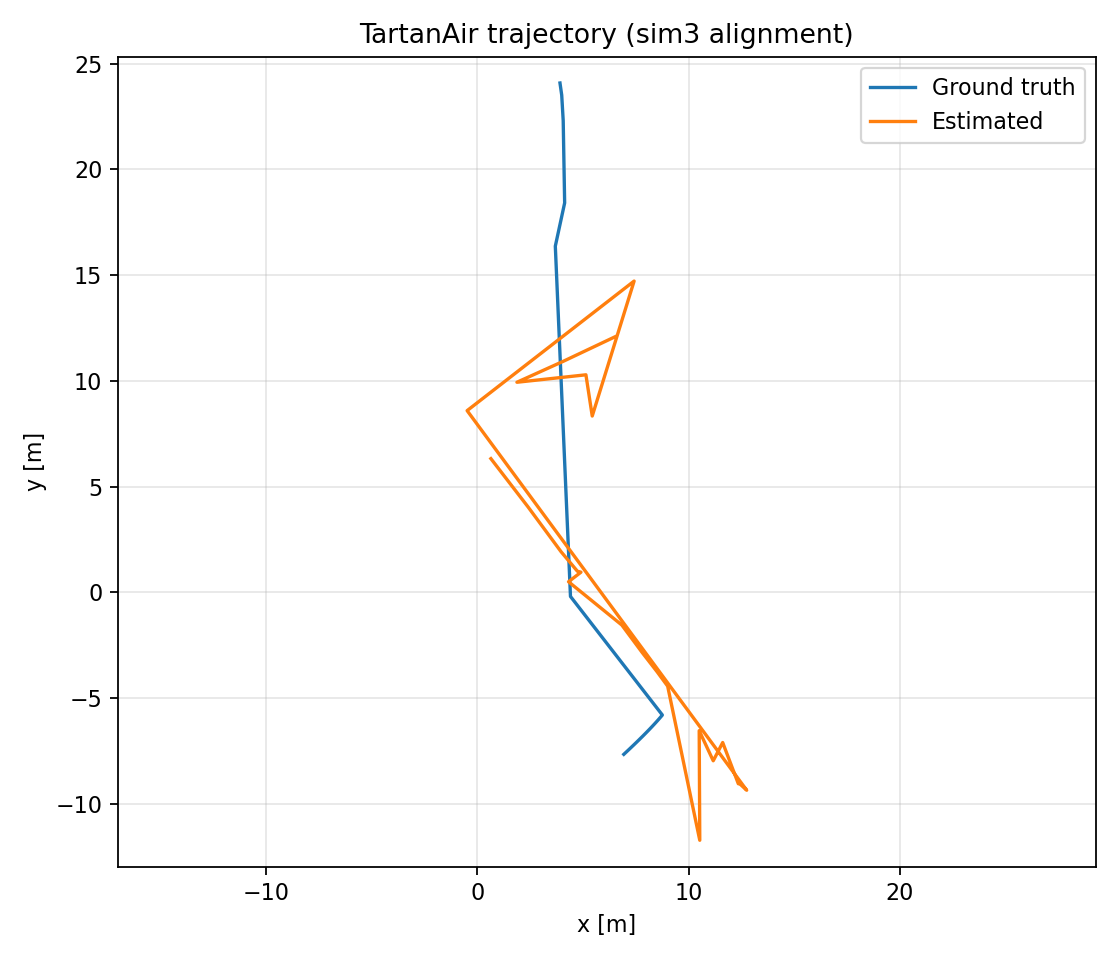 TartanAir trajectory (sim3 alignment)
Ground truth
Estimated
25
20
15
10
5
0
−5
−10
y [m]
−10
0
10
20
x [m]